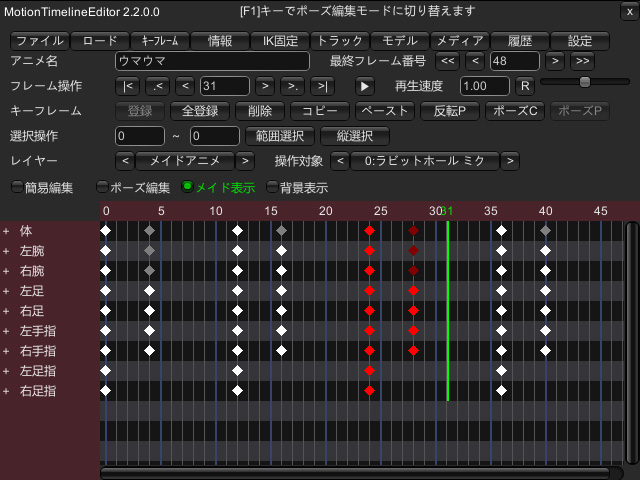 MotionTimelineEditor 2.2.0.0 [F1]キーでポーズ編集モードに切り替えます x
ファイル ロード キーフレーム 情報 IK固定 トラック モデル メディア 履歴 設定
アニメ名 ウマウマ 最終フレーム番号 << < 48 > >>
フレーム操作 |< .< < 31 > >. >| 再生速度 1.00 R
キーフレーム 登録 全登録 削除 コピー ペースト 反転P ポーズC ポーズP
選択操作 0 ~ 0 範囲選択 縦選択
レイヤー < メイドアニメ > 操作対象 < 0:ラビットホール ミク >
簡易編集 ポーズ編集 メイド表示 背景表示
0 5 10 15 20 25 30 31 35 40 45
+ 体
+ 左腕
+ 右腕
+ 左足
+ 右足
+ 左手指
+ 右手指
+ 左足指
+ 右足指